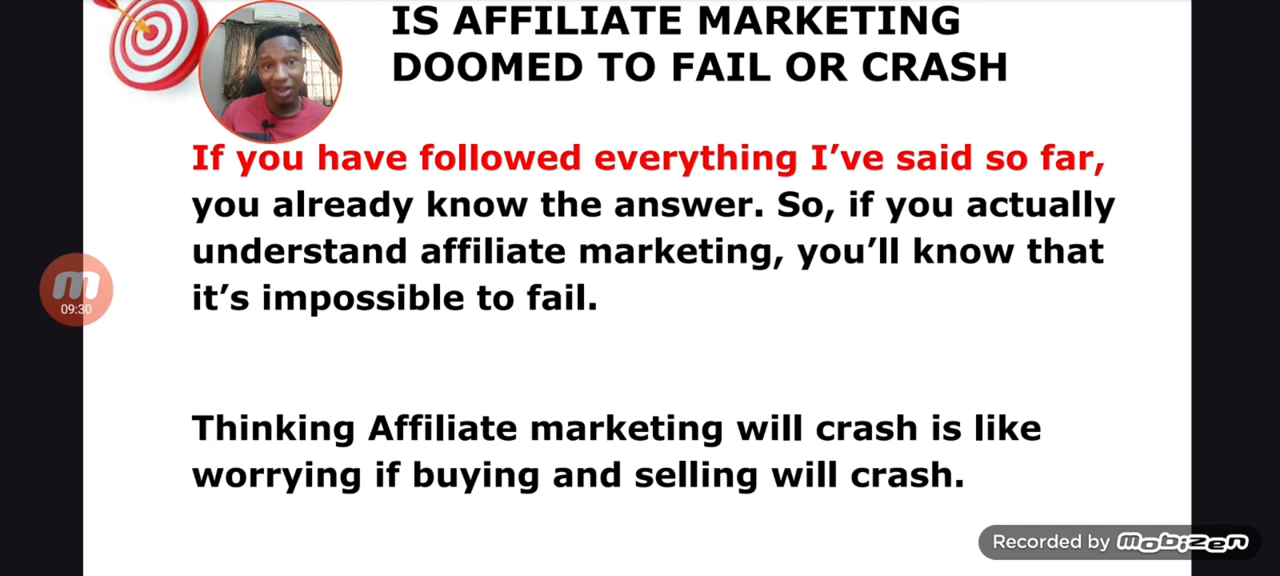 IS AFFILIATE MARKETING
DOOMED TO FAIL OR CRASH
If you have followed everything I’ve said so far,
you already know the answer. So, if you actually
understand affiliate marketing, you’ll know that
it’s impossible to fail.
m
09:30
Thinking Affiliate marketing will crash is like
worrying if buying and selling will crash.
Recorded by mobizen